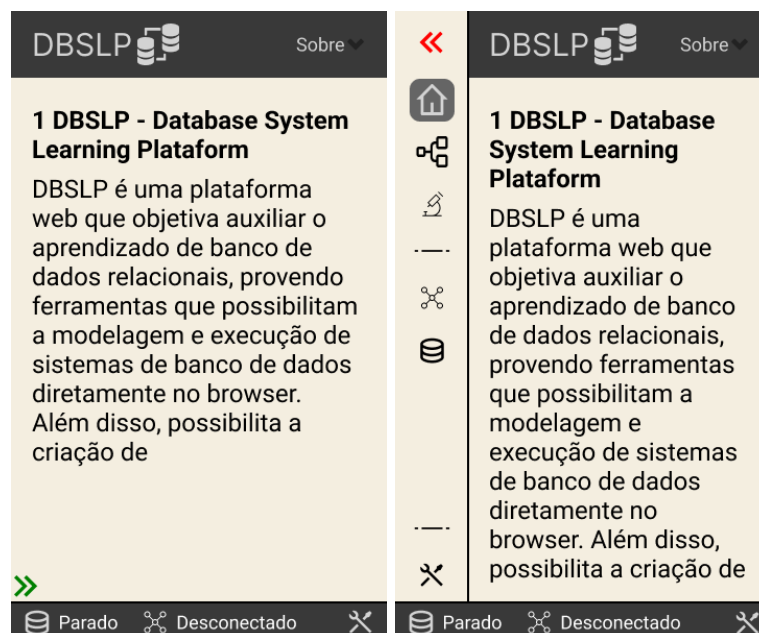 DBSLP
Sobre
1 DBSLP - Database System
Learning Plataform
DBSLP é uma plataforma
web que objetiva auxiliar o
aprendizado de banco de
dados relacionais, provendo
ferramentas que possibilitam
a modelagem e execução de
sistemas de banco de dados
diretamente no browser.
Além disso, possibilita a
criação de
Parado
Desconectado
DBSLP
Sobre
1 DBSLP - Database
System Learning
Plataform
DBSLP é uma
plataforma web que
objetiva auxiliar o
aprendizado de banco
de dados relacionais,
provendo ferramentas
que possibilitam a
modelagem e
execução de sistemas
de banco de dados
diretamente no
browser. Além disso,
possibilita a criação de
Parado
Desconectado